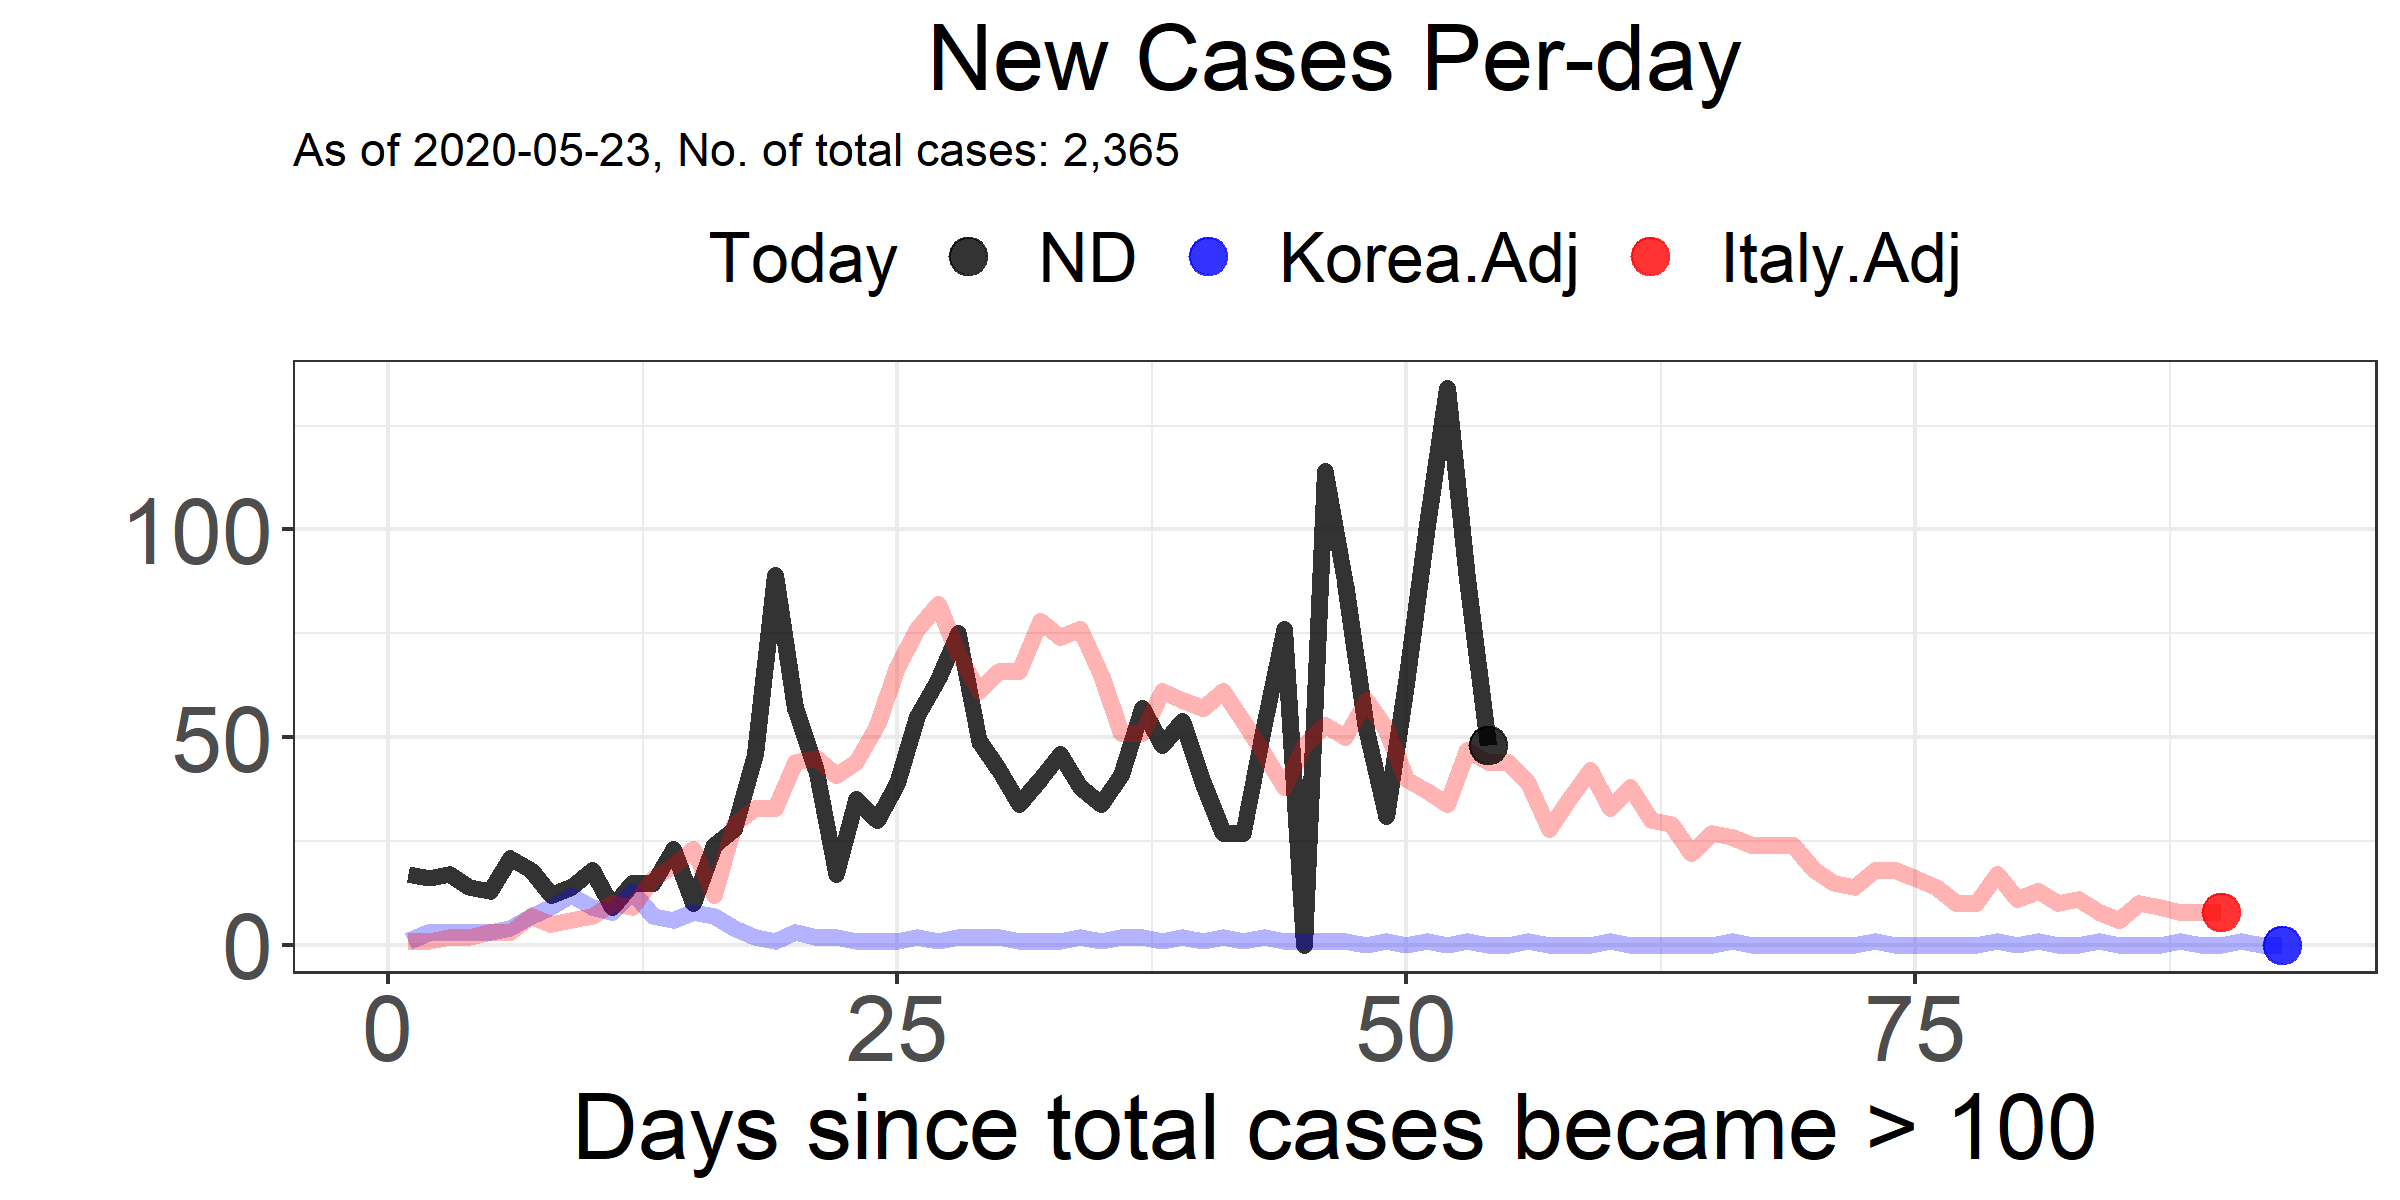 New Cases Per-day
As of 2020-05-23, No. of total cases: 2,365
Today ND Korea.Adj Italy.Adj
100
50
0
0 25 50 75
Days since total cases became > 100